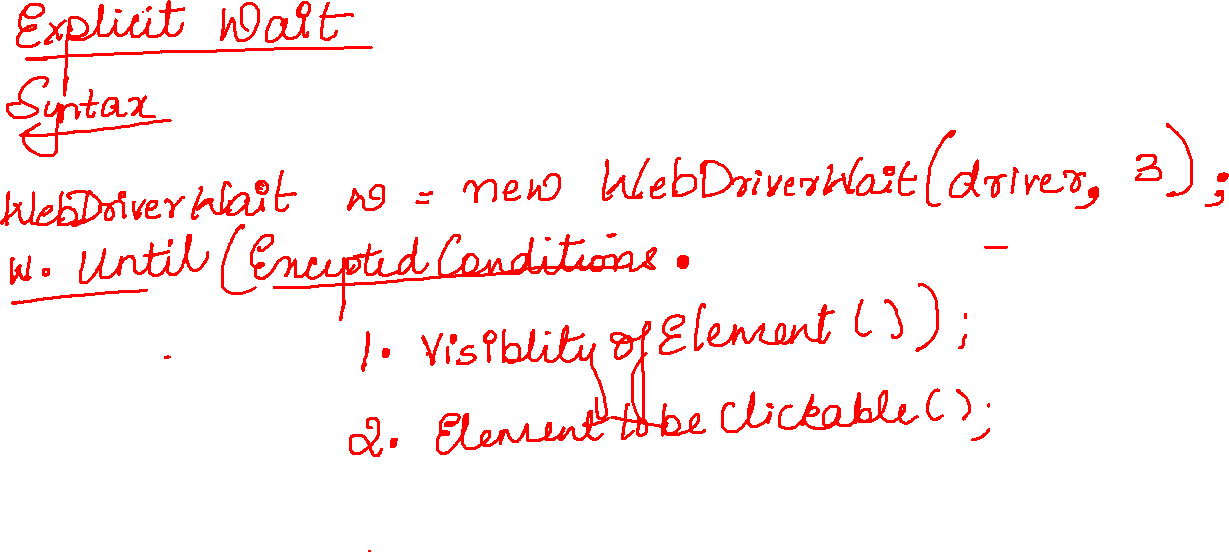 Explicit Wait
Syntax
WebDriverWait w = new WebDriverWait(driver, 3);
w. Until (Encepted Conditions.
1. Visiblity of Element ( ) ) ;
2. Element to be Clickable ( );